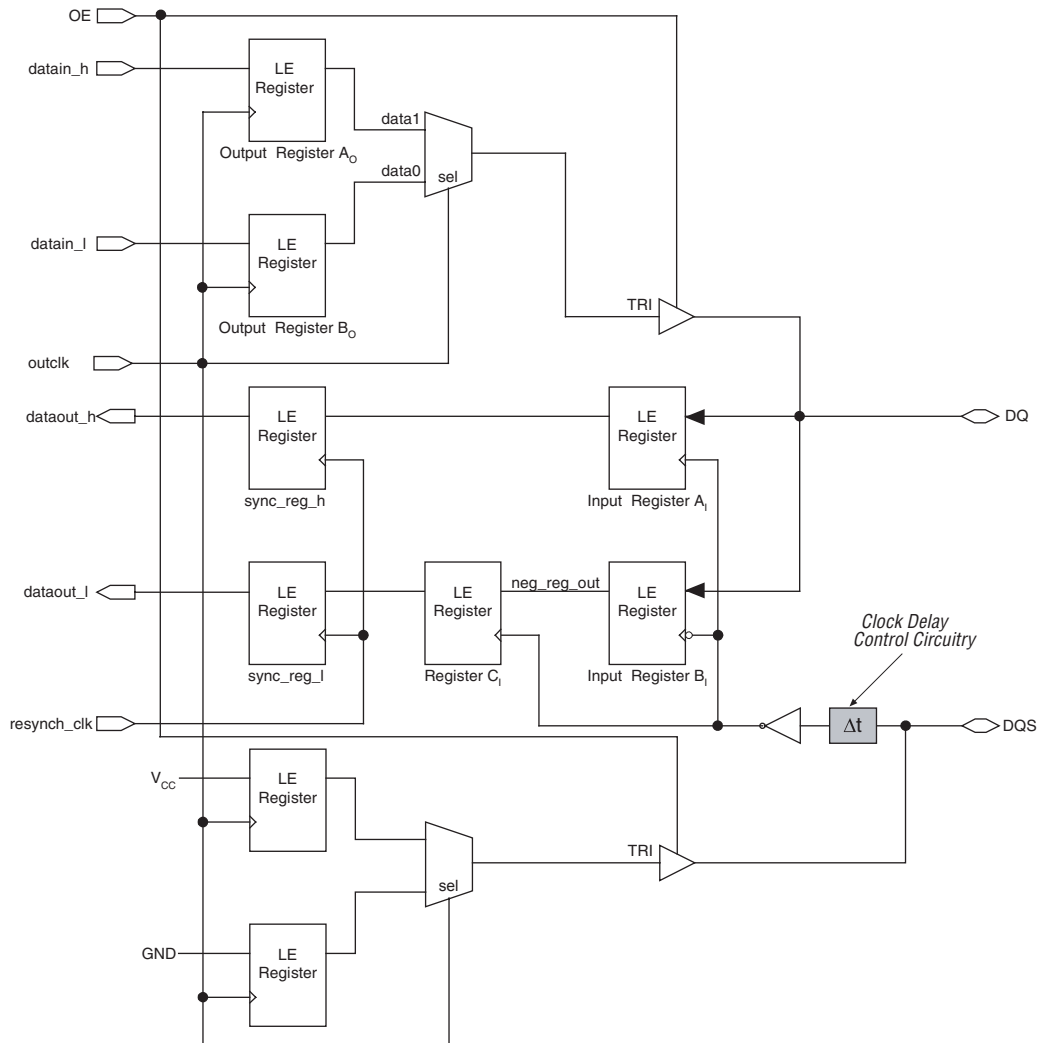 OE
datain_h
LE
Register
Output Register A_O
data1
data0
sel
datain_l
LE
Register
Output Register B_O
TRI
outclk
dataout_h
LE
Register
sync_reg_h
LE
Register
Input Register A_I
DQ
dataout_l
LE
Register
sync_reg_l
LE
Register
Register C_I
neg_reg_out
LE
Register
Input Register B_I
Clock Delay
Control Circuitry
resynch_clk
Δt
DQS
V_CC
LE
Register
TRI
sel
GND
LE
Register